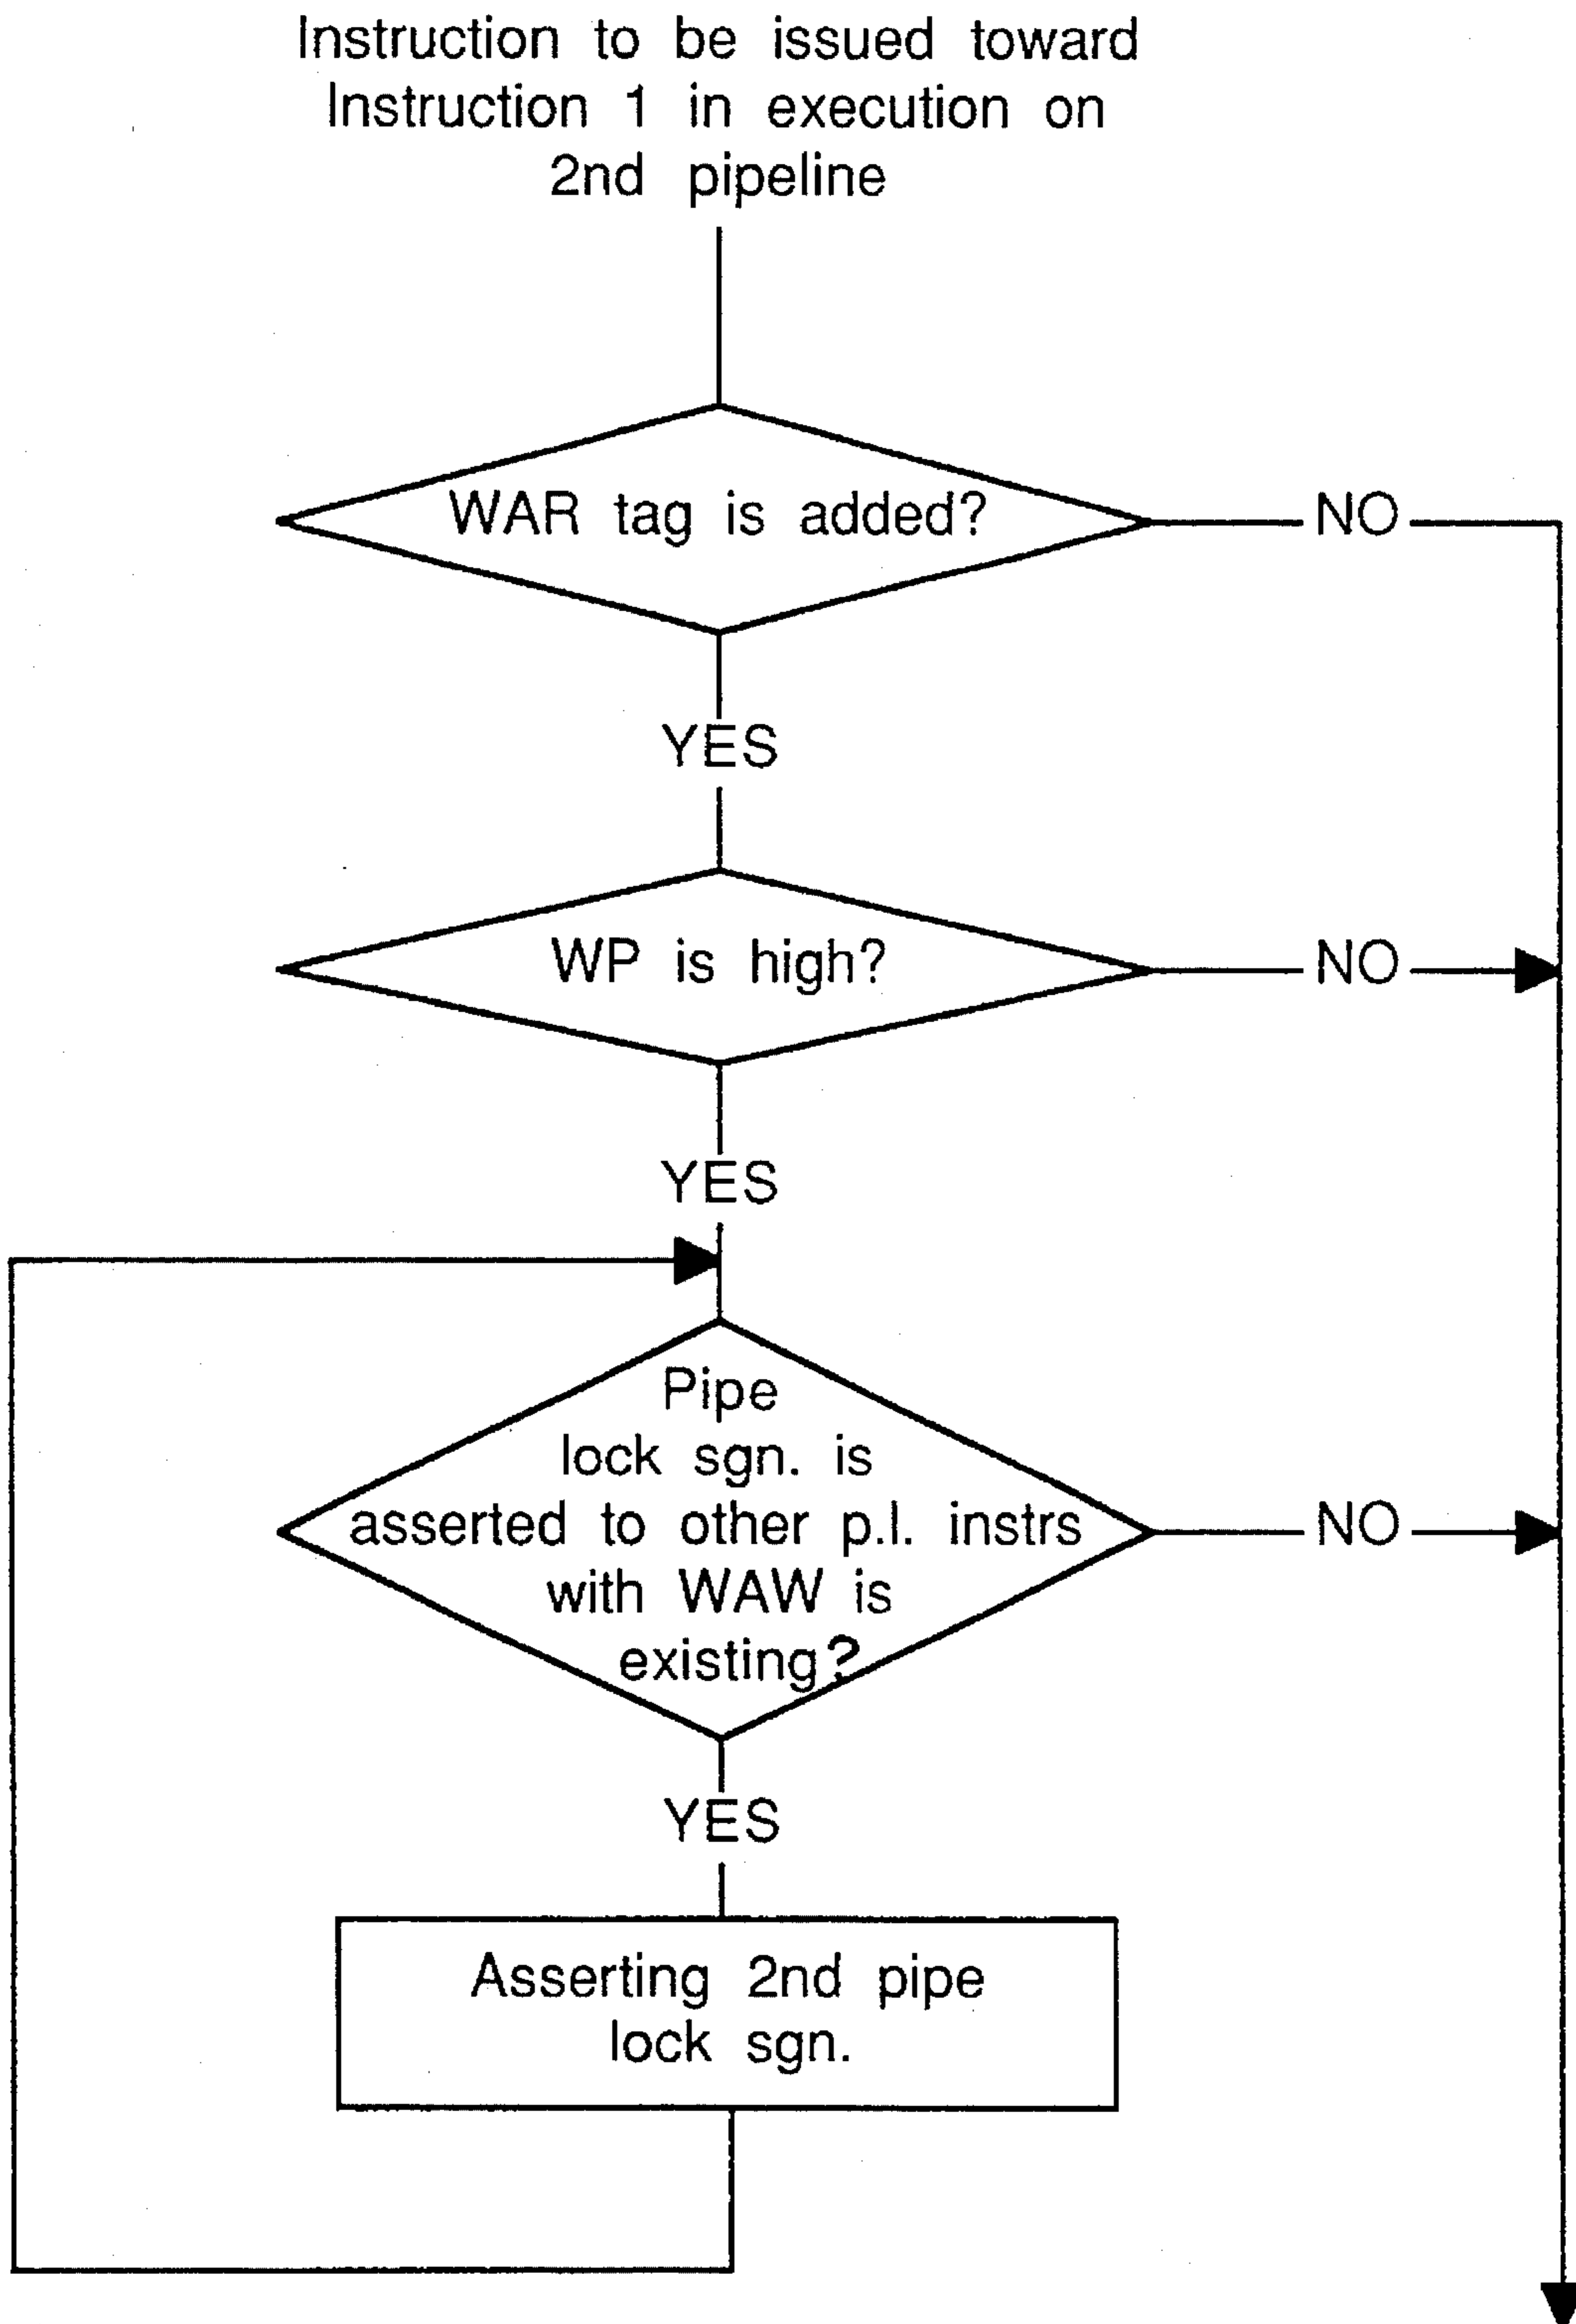 Instruction to be issued toward
Instruction 1 in execution on
2nd pipeline
WAR tag is added?
NO
YES
WP is high?
NO
YES
Pipe
lock sgn. is
asserted to other p.l. instrs
NO
with WAW is
existing?
YES
Asserting 2nd pipe
lock sgn.